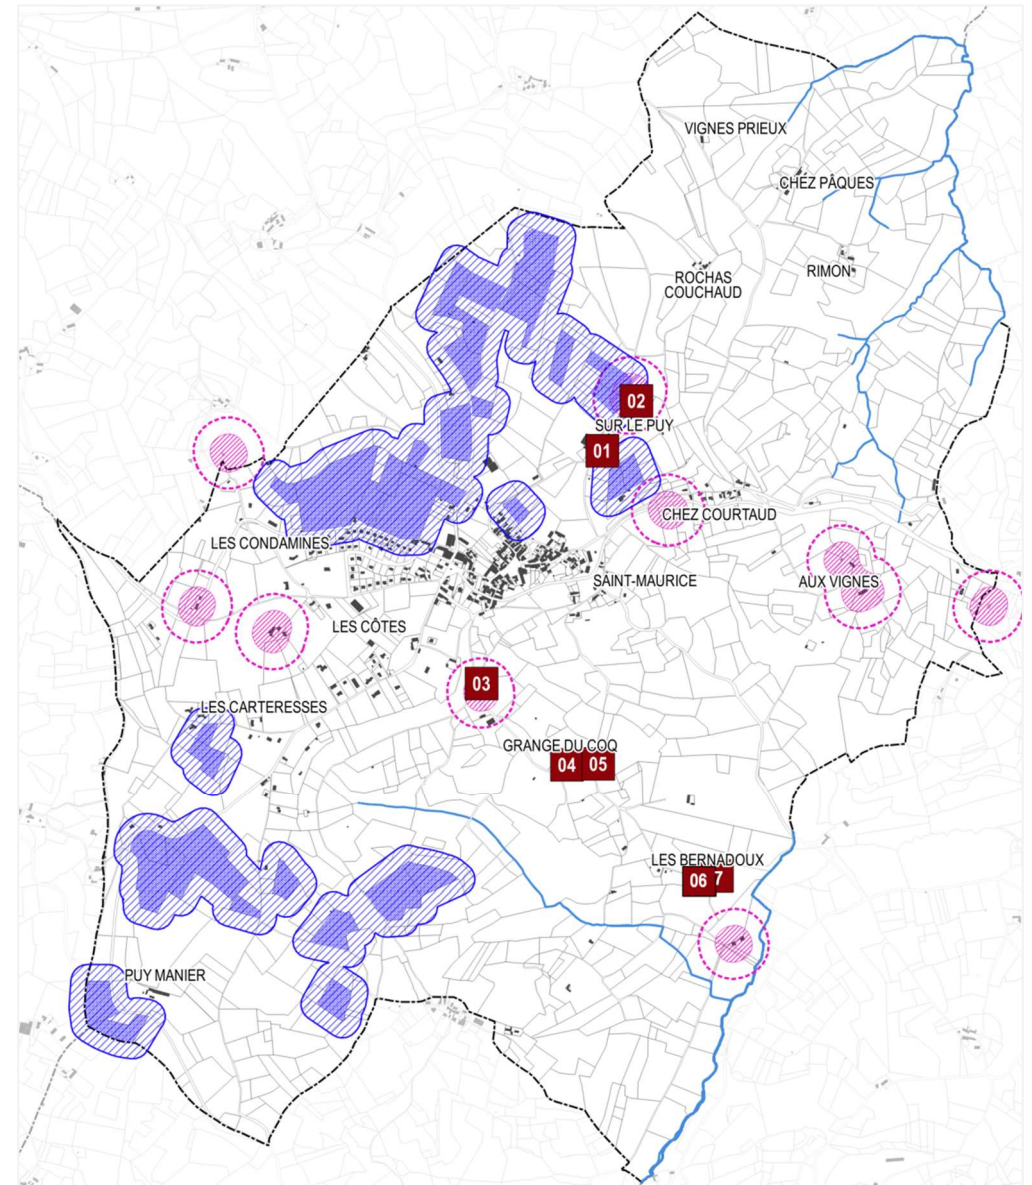 VIGNES PRIEUX
CHEZ PÂQUES
RIMON
ROCHAS
COUCHAUD
02
SUR LE PUY
01
CHEZ COURTAUD
LES CONDAMINES
AUX VIGNES
SAINT-MAURICE
LES CÔTES
03
LES CARTERESSES
GRANGE DU COQ
04
05
LES BERNADOUX
06
7
PUY MANIER